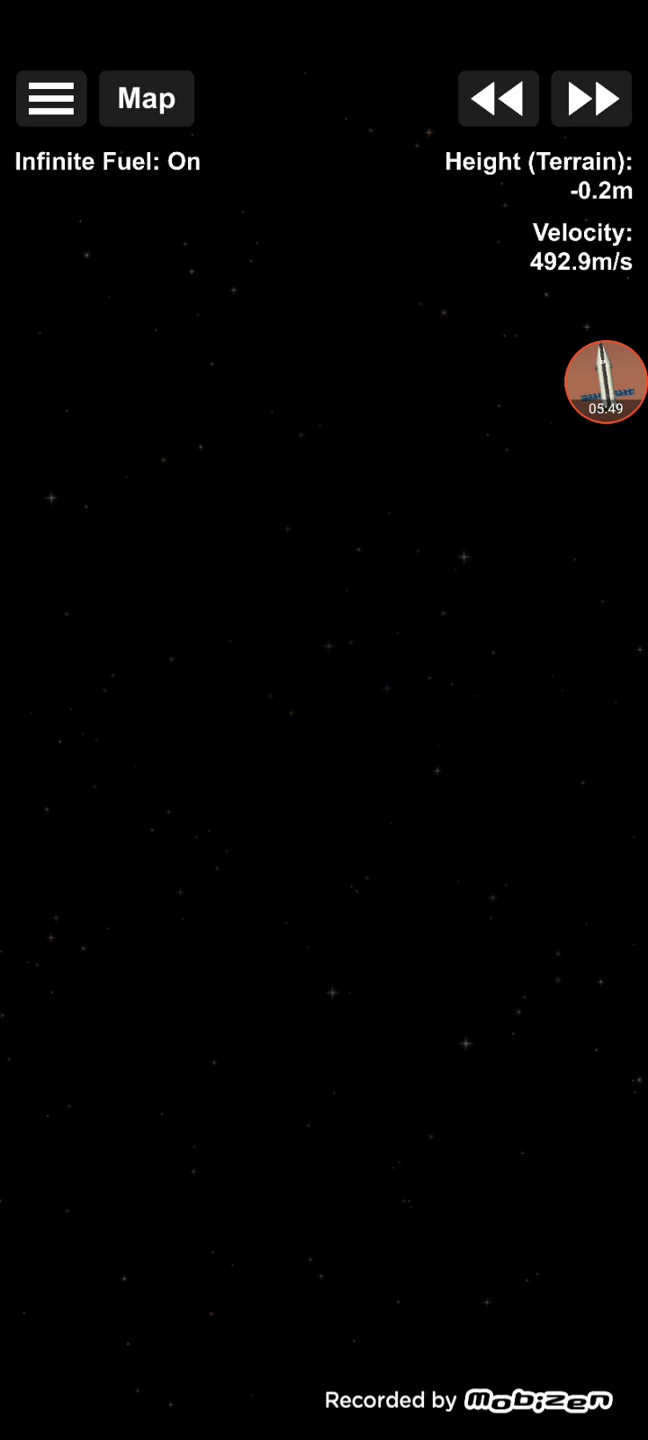 Map
Infinite Fuel: On
Height (Terrain):
-0.2m
Velocity:
492.9m/s
05:49
Recorded by mobizen